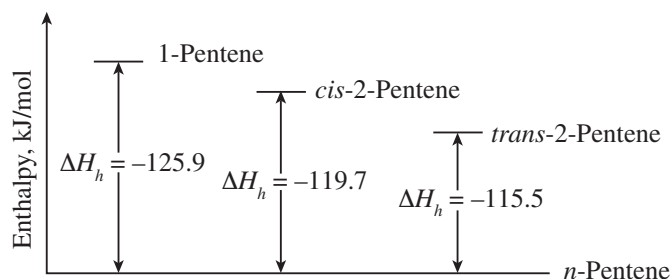 Enthalpy, kJ/mol
1-Pentene
cis-2-Pentene
trans-2-Pentene
ΔHₕ = –125.9
ΔHₕ = –119.7
ΔHₕ = –115.5
n-Pentene